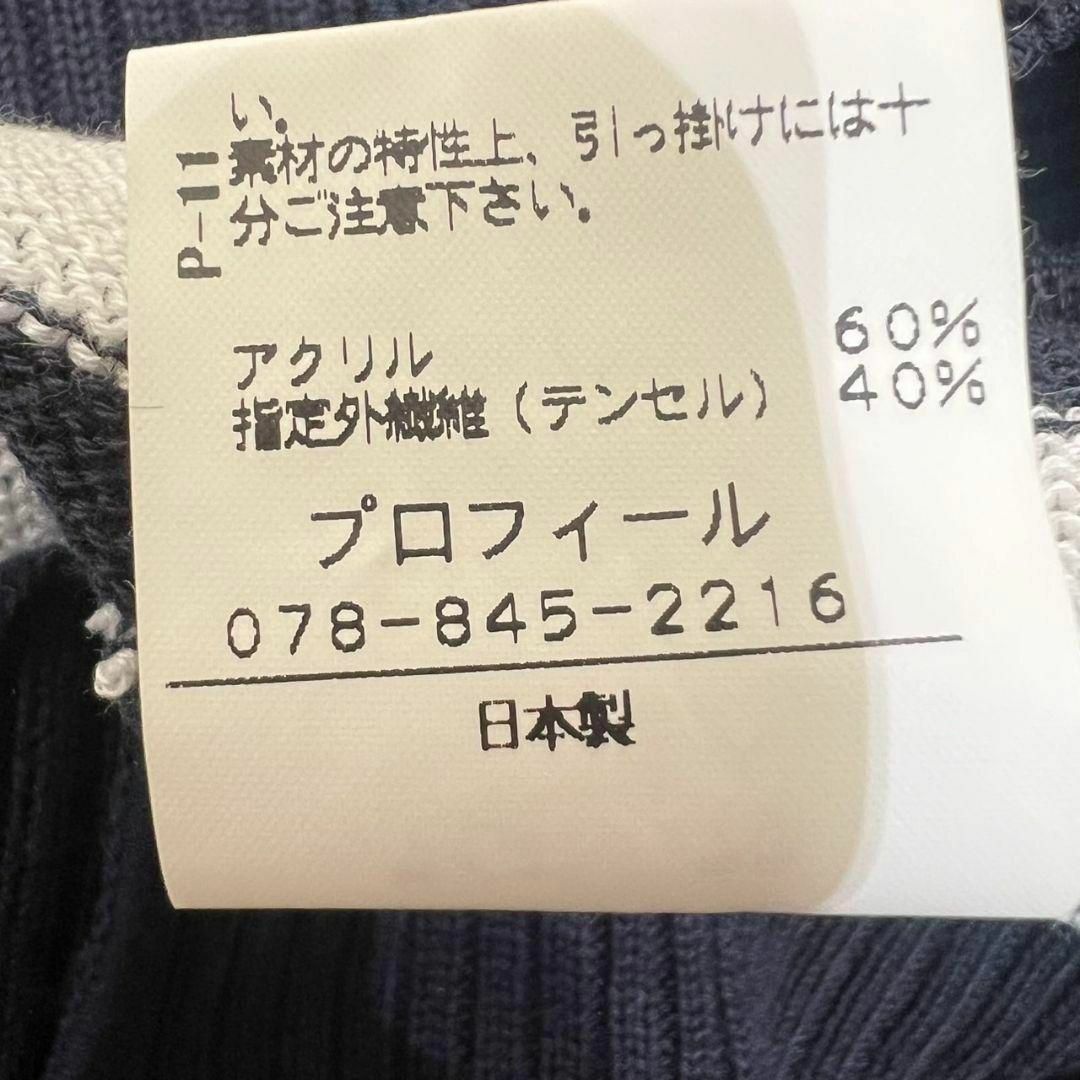 い。
素材の特性上、引っ掛けには十
分ご注意下さい。
P-11
アクリル 60%
指定外繊維（テンセル） 40%
プロフィール
078-845-2216
日本製